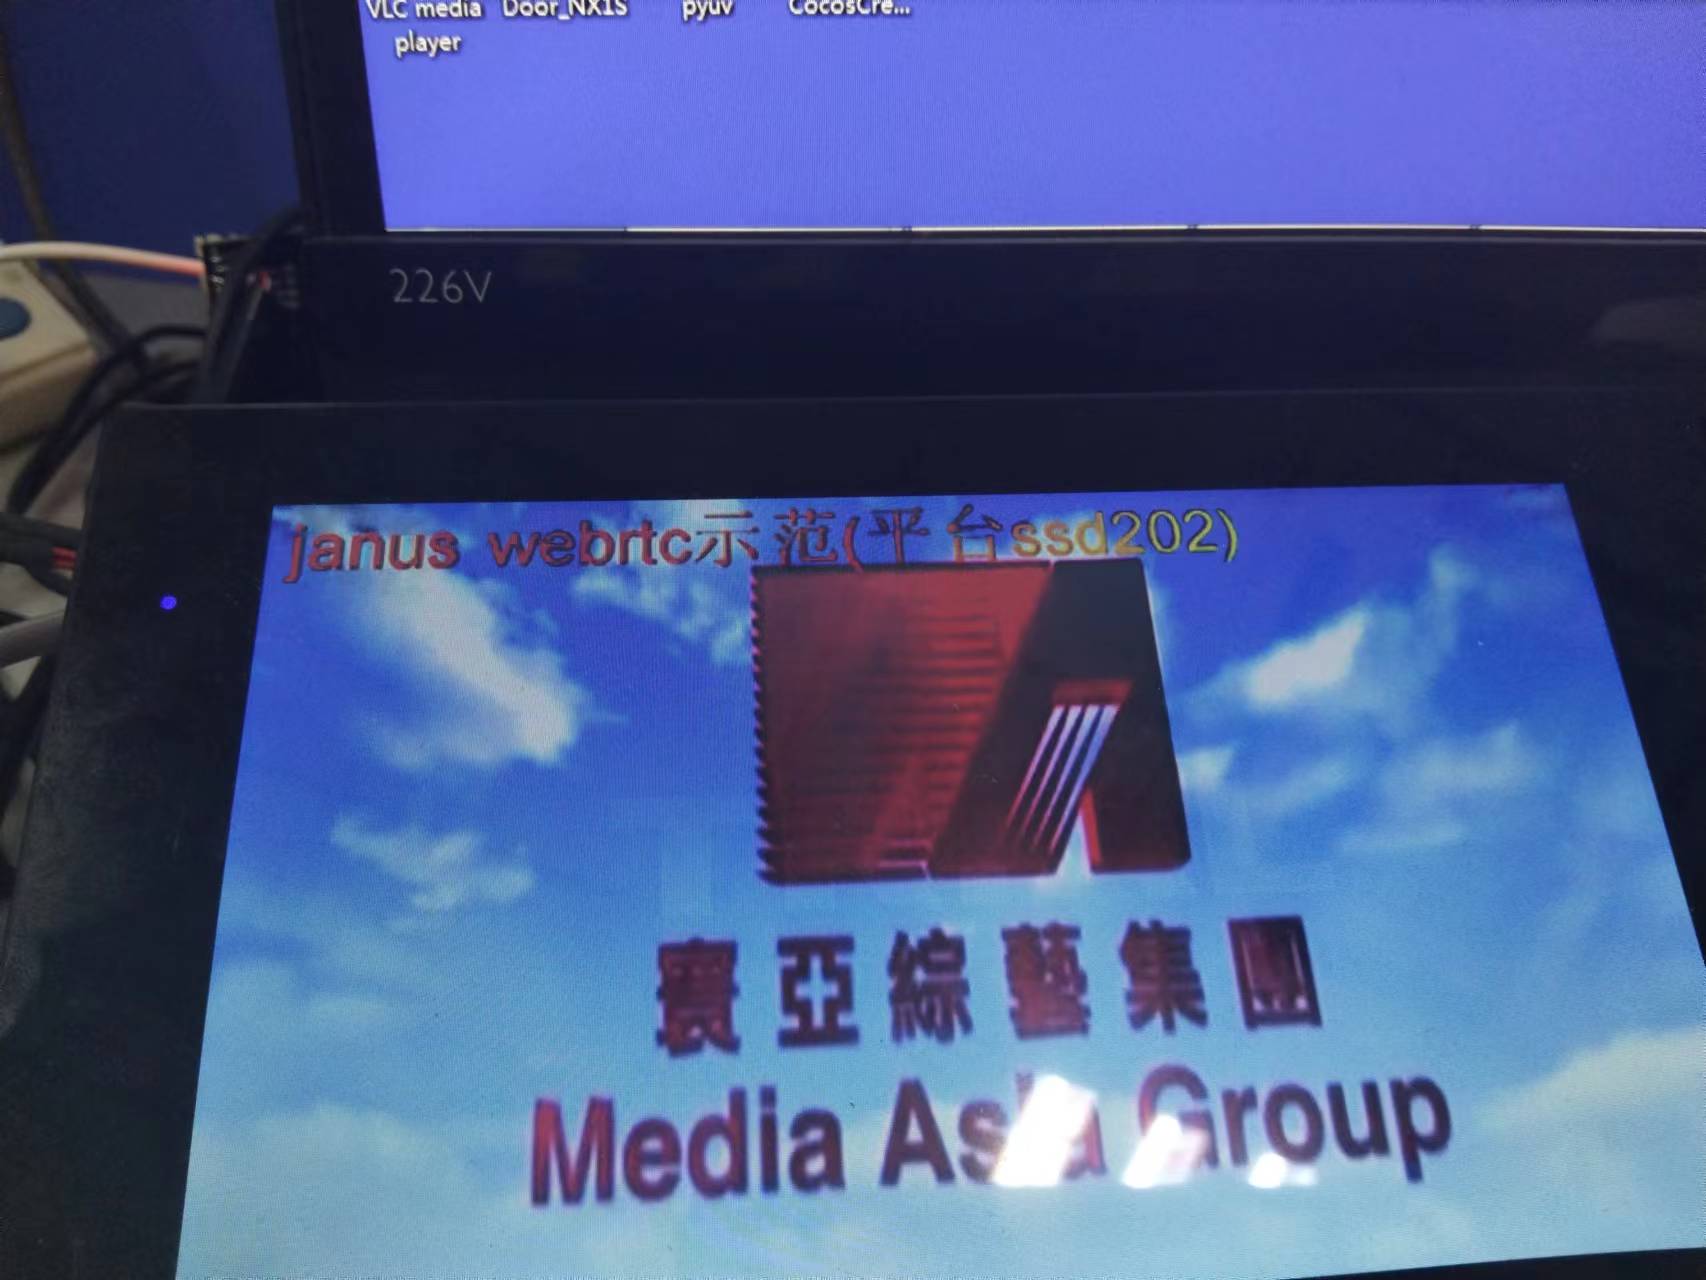 VLC media Door_NX1S pyuv CocosCre...
player
226V
janus webrtc示范(平台ssd202)
寰亞綜藝集團
Media Asia Group